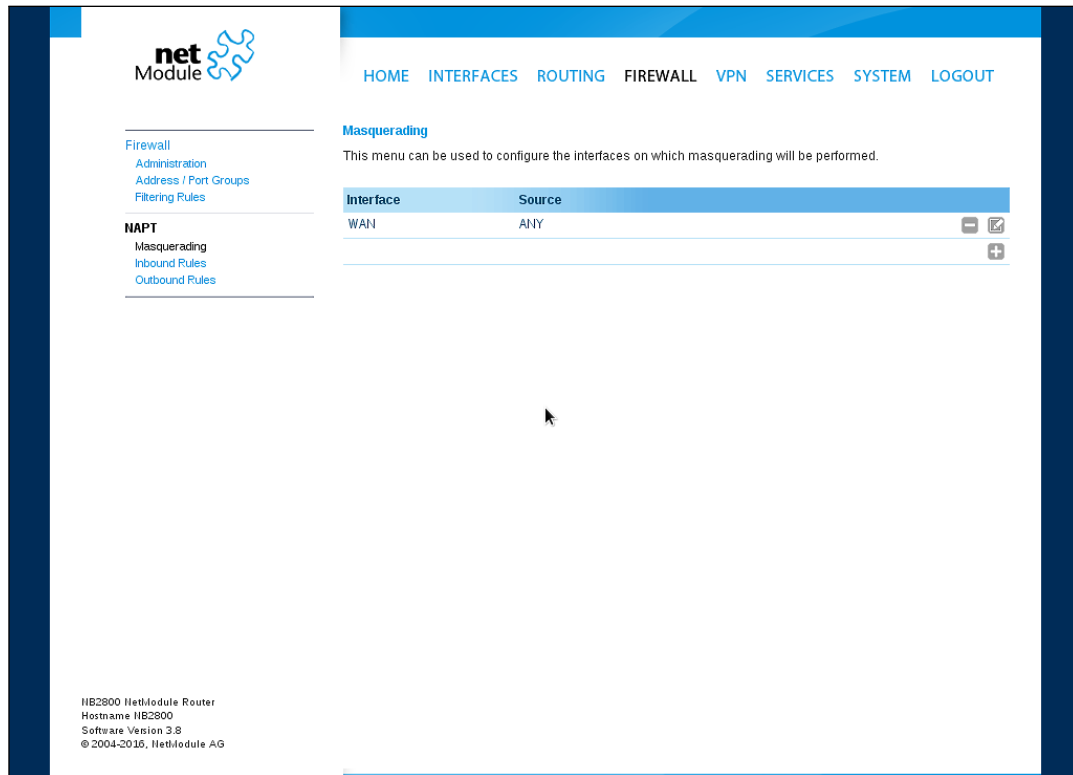 net
Module
HOME INTERFACES ROUTING FIREWALL VPN SERVICES SYSTEM LOGOUT
Firewall
Administration
Address / Port Groups
Filtering Rules
NAPT
Masquerading
Inbound Rules
Outbound Rules
Masquerading
This menu can be used to configure the interfaces on which masquerading will be performed.
Interface Source
WAN ANY
NB2800 NetModule Router
Hostname NB2800
Software Version 3.8
© 2004-2016, NetModule AG